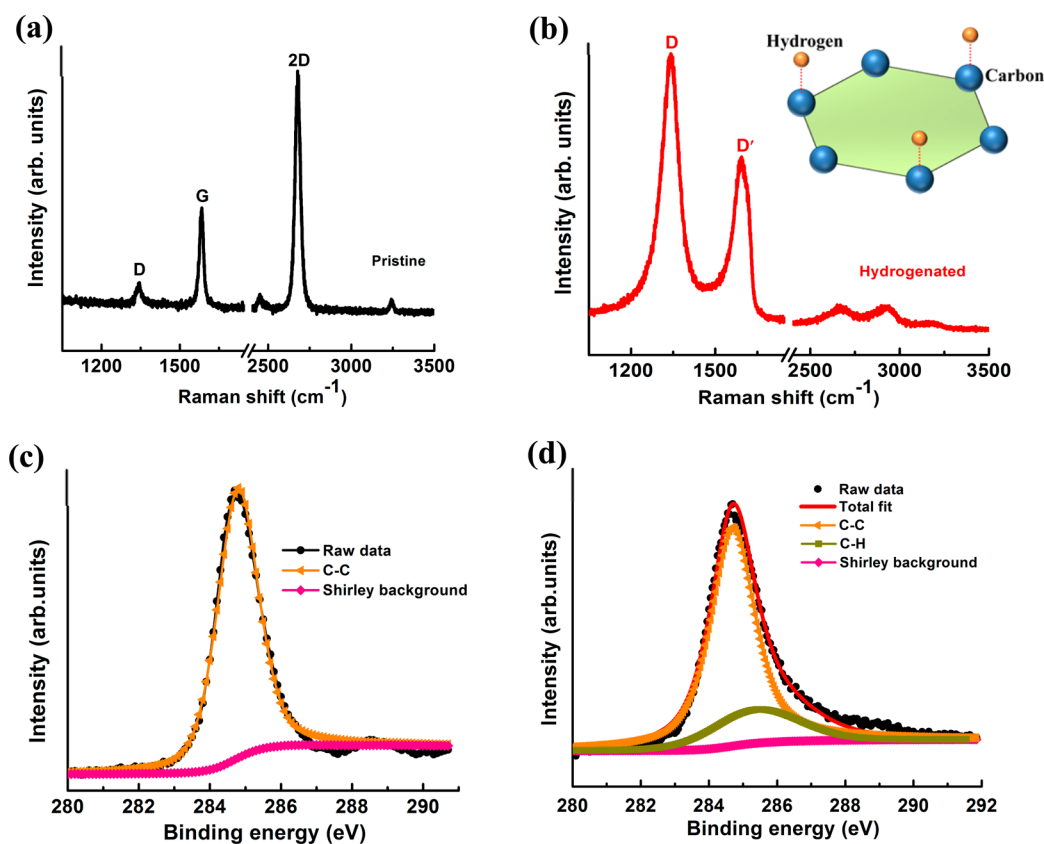 (a)
2D
G
D
Pristine
Intensity (arb. units)
1200 1500 2500 3000 3500
Raman shift (cm-1)
(b)
D
D′
Hydrogen
Carbon
Hydrogenated
Intensity (arb. units)
1200 1500 2500 3000 3500
Raman shift (cm-1)
(c)
Raw data
C-C
Shirley background
Intensity (arb.units)
280 282 284 286 288 290
Binding energy (eV)
(d)
Raw data
Total fit
C-C
C-H
Shirley background
Intensity (arb.units)
280 283 284 286 288 290 292
Binding energy (eV)